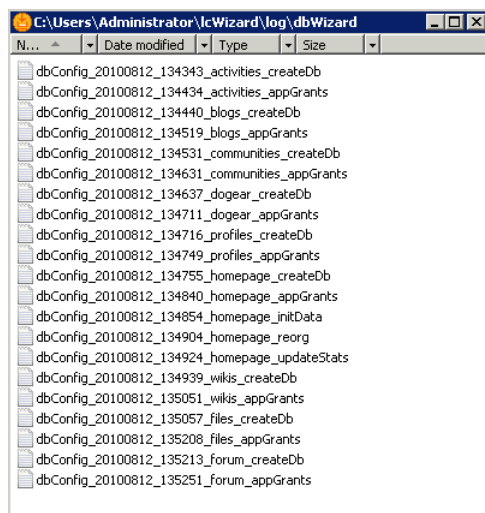 C:\Users\Administrator\lcWizard\log\dbWizard
N... Date modified Type Size
dbConfig_20100812_134343_activities_createDb
dbConfig_20100812_134434_activities_appGrants
dbConfig_20100812_134440_blogs_createDb
dbConfig_20100812_134519_blogs_appGrants
dbConfig_20100812_134531_communities_createDb
dbConfig_20100812_134631_communities_appGrants
dbConfig_20100812_134637_dogear_createDb
dbConfig_20100812_134711_dogear_appGrants
dbConfig_20100812_134716_profiles_createDb
dbConfig_20100812_134749_profiles_appGrants
dbConfig_20100812_134755_homepage_createDb
dbConfig_20100812_134840_homepage_appGrants
dbConfig_20100812_134854_homepage_initData
dbConfig_20100812_134904_homepage_reorg
dbConfig_20100812_134924_homepage_updateStats
dbConfig_20100812_134939_wikis_createDb
dbConfig_20100812_135051_wikis_appGrants
dbConfig_20100812_135057_files_createDb
dbConfig_20100812_135208_files_appGrants
dbConfig_20100812_135213_forum_createDb
dbConfig_20100812_135251_forum_appGrants